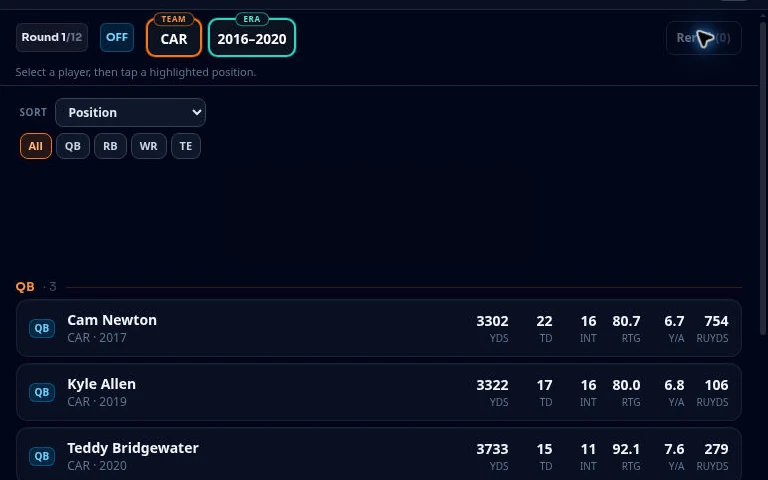 TEAM ERA
Round 1/12 OFF CAR 2016–2020 (0)
Select a player, then tap a highlighted position.
SORT Position
All QB RB WR TE
QB · 3
QB Cam Newton 3302 22 16 80.7 6.7 754
CAR · 2017 YDS TD INT RTG Y/A RUYDS
QB Kyle Allen 3322 17 16 80.0 6.8 106
CAR · 2019 YDS TD INT RTG Y/A RUYDS
QB Teddy Bridgewater 3733 15 11 92.1 7.6 279
CAR · 2020 YDS TD INT RTG Y/A RUYDS